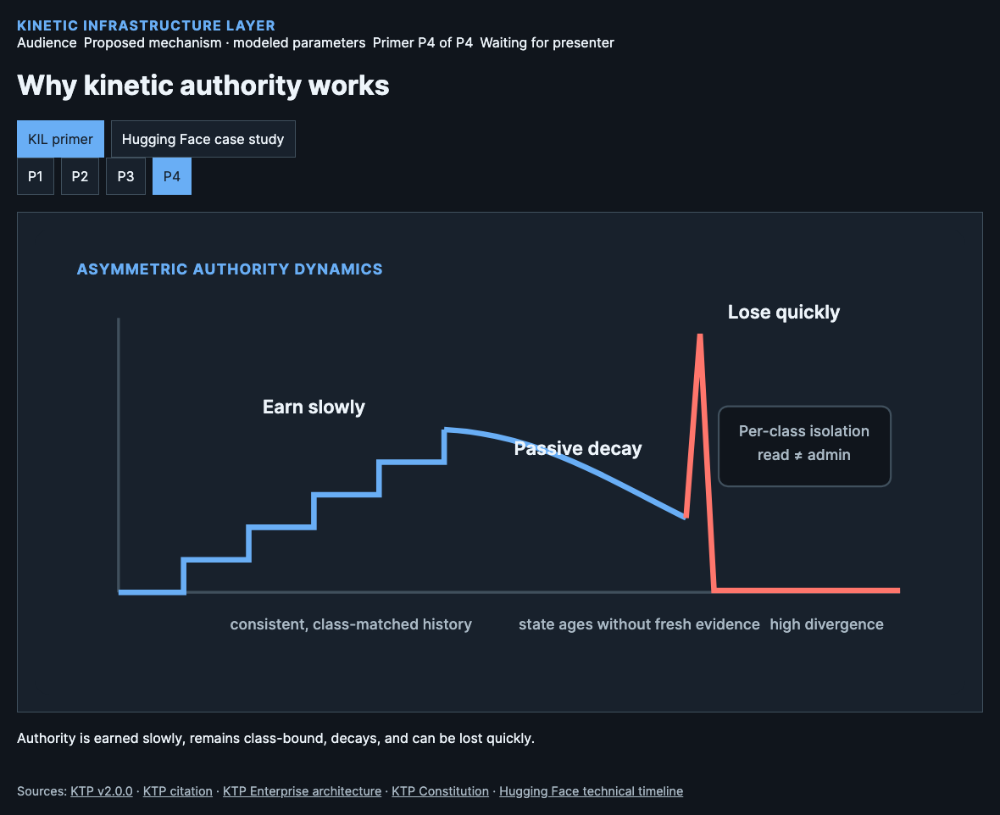 KINETIC INFRASTRUCTURE LAYER
Audience Proposed mechanism · modeled parameters Primer P4 of P4 Waiting for presenter
Why kinetic authority works
KIL primer Hugging Face case study
P1 P2 P3 P4
ASYMMETRIC AUTHORITY DYNAMICS
Lose quickly
Earn slowly
Per-class isolation
read ≠ admin
Passive decay
consistent, class-matched history state ages without fresh evidence high divergence
Authority is earned slowly, remains class-bound, decays, and can be lost quickly.
Sources: KTP v2.0.0 · KTP citation · KTP Enterprise architecture · KTP Constitution · Hugging Face technical timeline